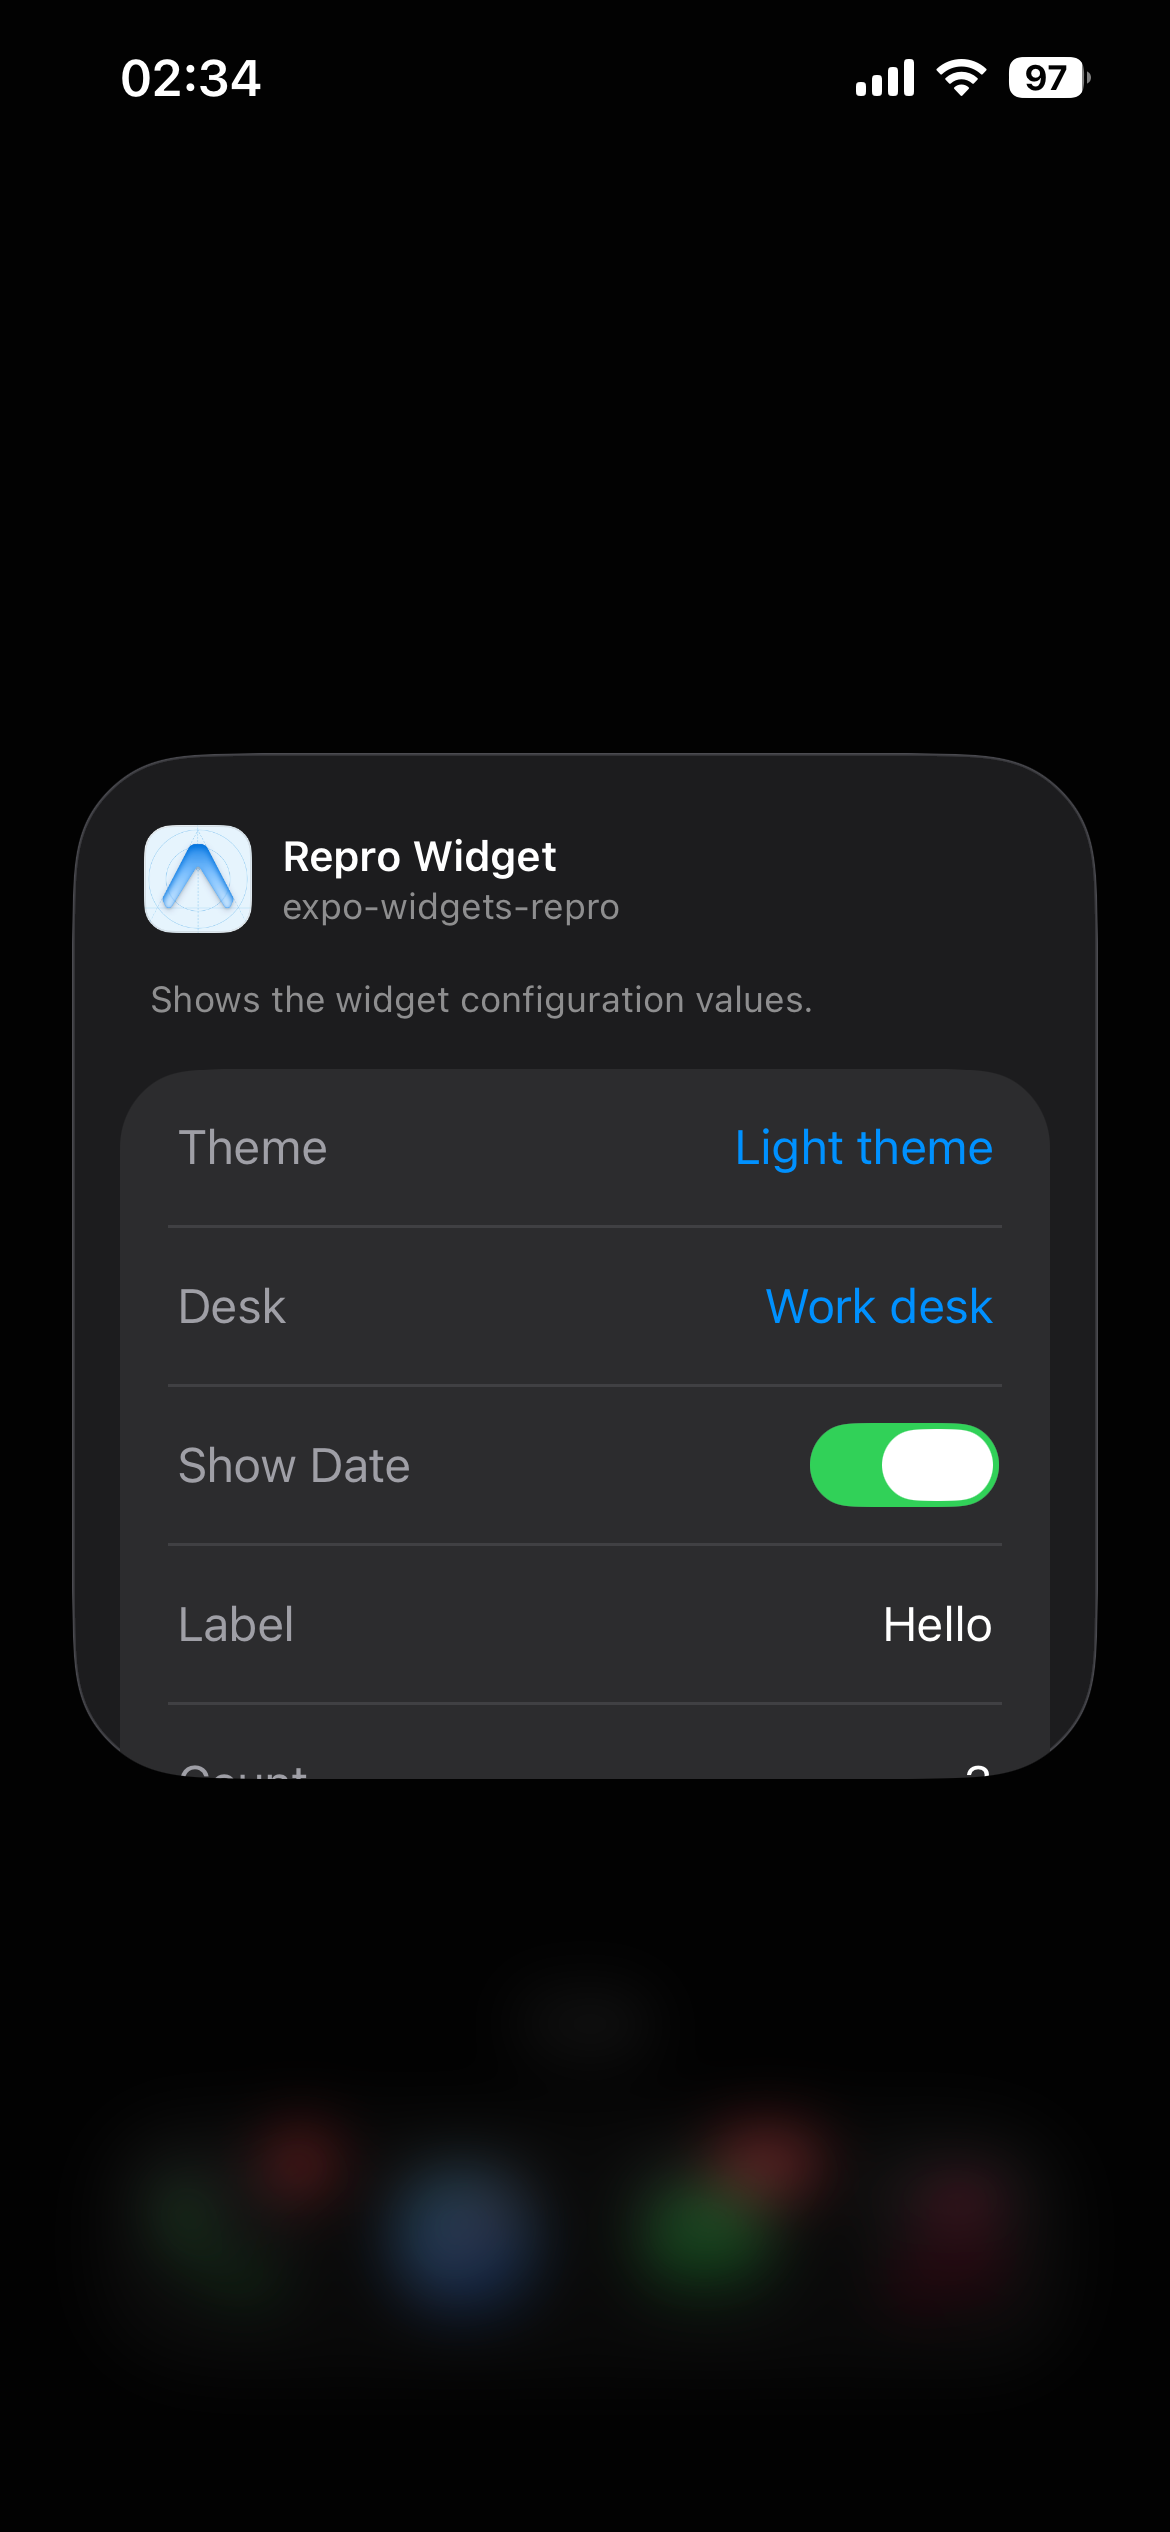 02:34
97
Repro Widget
expo-widgets-repro
Shows the widget configuration values.
Theme
Light theme
Desk
Work desk
Show Date
Label
Hello
Count